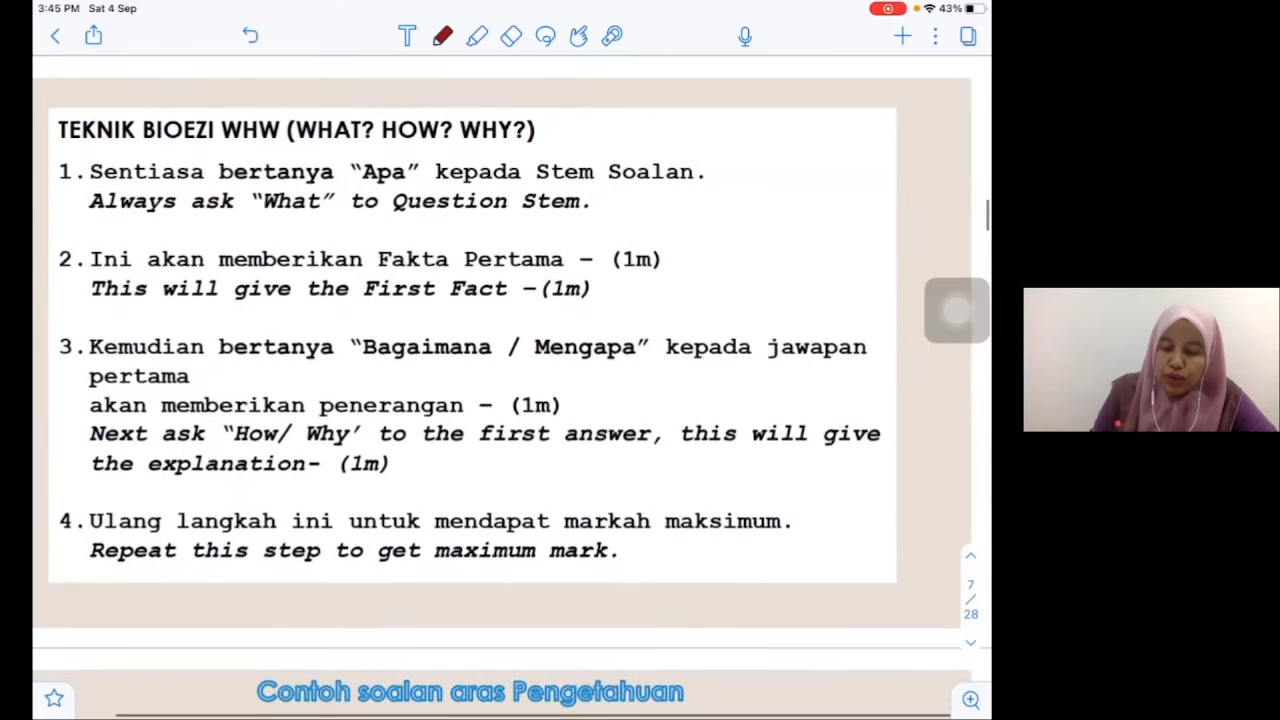 3:45 PM Sat 4 Sep
43%
TEKNIK BIOEZI WHW (WHAT? HOW? WHY?)
1. Sentiasa bertanya “Apa” kepada Stem Soalan.
Always ask “What” to Question Stem.
2. Ini akan memberikan Fakta Pertama – (1m)
This will give the First Fact –(1m)
3. Kemudian bertanya “Bagaimana / Mengapa” kepada jawapan
pertama
akan memberikan penerangan – (1m)
Next ask “How/ Why’ to the first answer, this will give
the explanation- (1m)
4. Ulang langkah ini untuk mendapat markah maksimum.
Repeat this step to get maximum mark.
7
/
28
Contoh soalan aras Pengetahuan